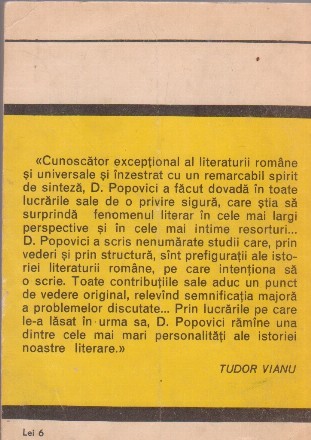 «Cunoscător excepțional al literaturii române
și universale și înzestrat cu un remarcabil spirit
de sinteză, D. Popovici a făcut dovadă în toate
lucrările sale de o privire sigură, care știa să
surprindă fenomenul literar în cele mai largi
perspective și în cele mai intime resorturi...
D. Popovici a scris nenumărate studii care, prin
vederi și prin structură, sînt prefigurații ale isto-
riei literaturii române, pe care intenționa să
o scrie. Toate contribuțiile sale aduc un punct
de vedere original, relevînd semnificația majoră
a problemelor discutate... Prin lucrările pe care
le-a lăsat în urma sa, D. Popovici rămîne una
dintre cele mai mari personalități ale istoriei
noastre literare.»
TUDOR VIANU
Lei 6